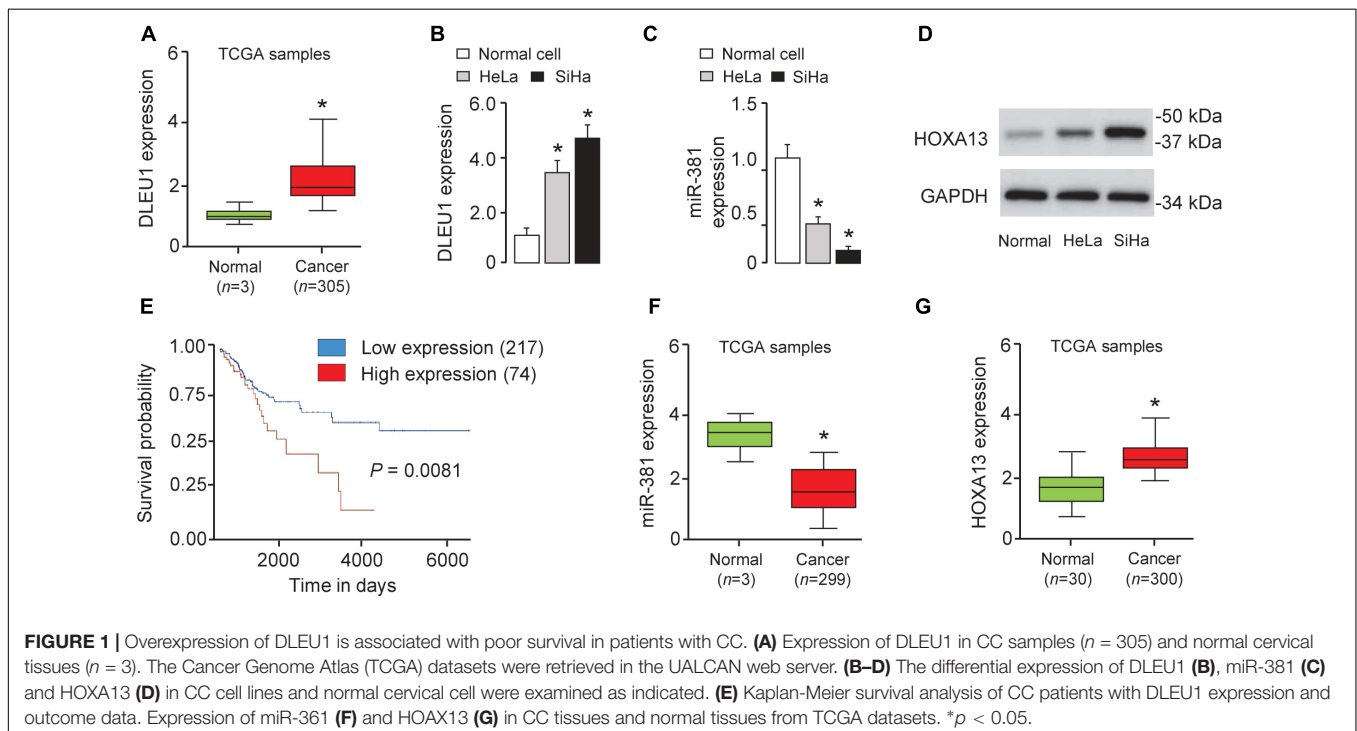 A
TCGA samples
DLEU1 expression
6
4
2
0
*
Normal
(n=3)
Cancer
(n=305)
B
Normal cell
HeLa
SiHa
DLEU1 expression
6.0
4.0
2.0
0
*
*
C
Normal cell
HeLa
SiHa
miR-381
expression
1.5
1.0
0.5
0
*
*
D
HOXA13
-50 kDa
-37 kDa
GAPDH
-34 kDa
Normal HeLa SiHa
E
Low expression (217)
High expression (74)
Survival probability
1.00
0.75
0.25
0.25
0.00
P = 0.0081
2000
4000
6000
Time in days
F
TCGA samples
miR-381 expression
6
4
2
0
*
Normal
(n=3)
Cancer
(n=299)
G
TCGA samples
HOXA13 expression
6
4
2
0
*
Normal
(n=30)
Cancer
(n=300)
FIGURE 1 | Overexpression of DLEU1 is associated with poor survival in patients with CC. (A) Expression of DLEU1 in CC samples (n = 305) and normal cervical
tissues (n = 3). The Cancer Genome Atlas (TCGA) datasets were retrieved in the UALCAN web server. (B–D) The differential expression of DLEU1 (B), miR-381 (C)
and HOXA13 (D) in CC cell lines and normal cervical cell were examined as indicated. (E) Kaplan-Meier survival analysis of CC patients with DLEU1 expression and
outcome data. Expression of miR-361 (F) and HOAX13 (G) in CC tissues and normal tissues from TCGA datasets. *p < 0.05.